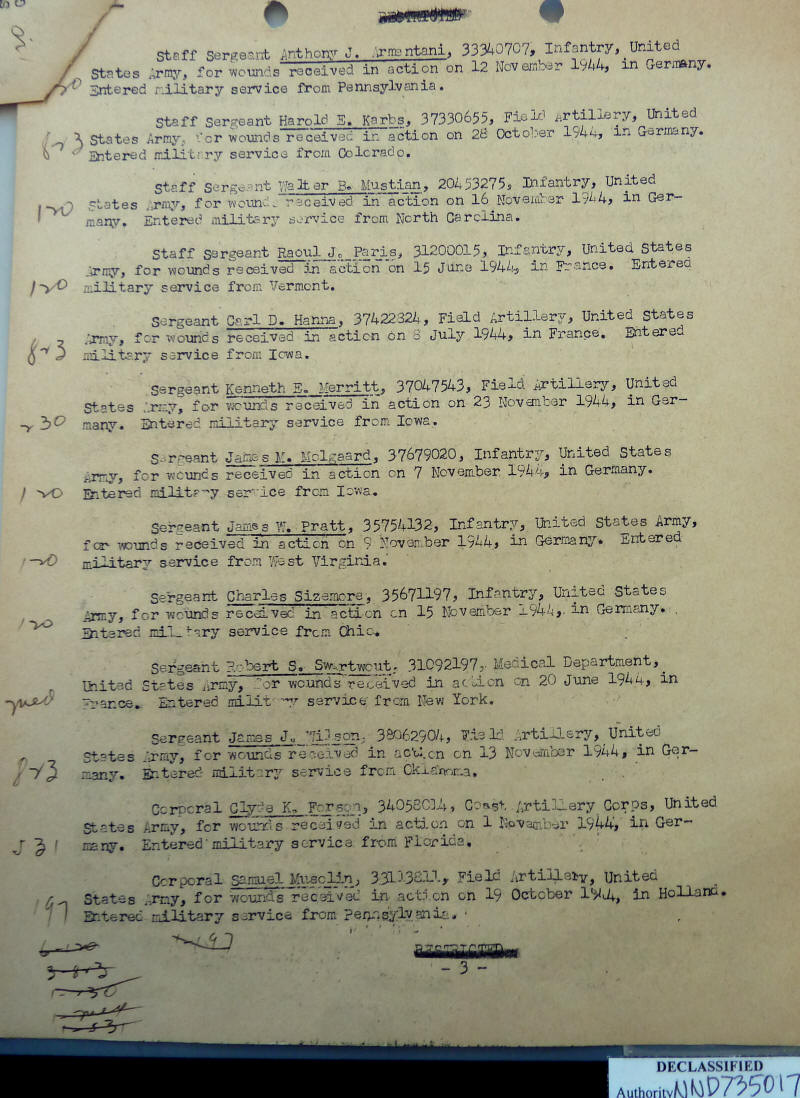 RESTRICTED
Staff Sergeant Anthony J. Armentani, 33340707, Infantry, United
States Army, for wounds received in action on 12 November 1944, in Germany.
Entered military service from Pennsylvania.
Staff Sergeant Harold E. Karbs, 37330655, Field Artillery, United
States Army, for wounds received in action on 28 October 1944, in Germany.
Entered military service from Colorado.
Staff Sergeant Walter B. Mustian, 20453275, Infantry, United
States Army, for wounds received in action on 16 November 1944, in Ger-
many. Entered military service from North Carolina.
Staff Sergeant Raoul J. Paris, 31200015, Infantry, United States
Army, for wounds received in action on 15 June 1944, in France. Entered
military service from Vermont.
Sergeant Carl D. Hanna, 37422324, Field Artillery, United States
Army, for wounds received in action on 8 July 1944, in France. Entered
military service from Iowa.
Sergeant Kenneth E. Merritt, 37047543, Field Artillery, United
States Army, for wounds received in action on 23 November 1944, in Ger-
many. Entered military service from Iowa.
Sergeant James M. Molgaard, 37679020, Infantry, United States
Army, for wounds received in action on 7 November 1944, in Germany.
Entered military service from Iowa.
Sergeant James W. Pratt, 35754132, Infantry, United States Army,
for wounds received in action on 9 November 1944, in Germany. Entered
military service from West Virginia.
Sergeant Charles Sizemore, 35671197, Infantry, United States
Army, for wounds received in action on 15 November 1944, in Germany.
Entered military service from Ohio.
Sergeant Robert S. Swartwout, 31092197, Medical Department,
United States Army, for wounds received in action on 20 June 1944, in
France. Entered military service from New York.
Sergeant James J. Wilson, 38062904, Field Artillery, United
States Army, for wounds received in action on 13 November 1944, in Ger-
many. Entered military service from Oklahoma.
Corporal Clyde K. Forson, 34058014, Coast Artillery Corps, United
States Army, for wounds received in action on 1 November 1944, in Ger-
many. Entered military service from Florida.
531
Corporal Samuel Musolin, 33113811, Field Artillery, United
States Army, for wounds received in action on 19 October 1944, in Holland.
Entered military service from Pennsylvania.
197
RESTRICTED
- 3 -
DECLASSIFIED
Authority NND735017